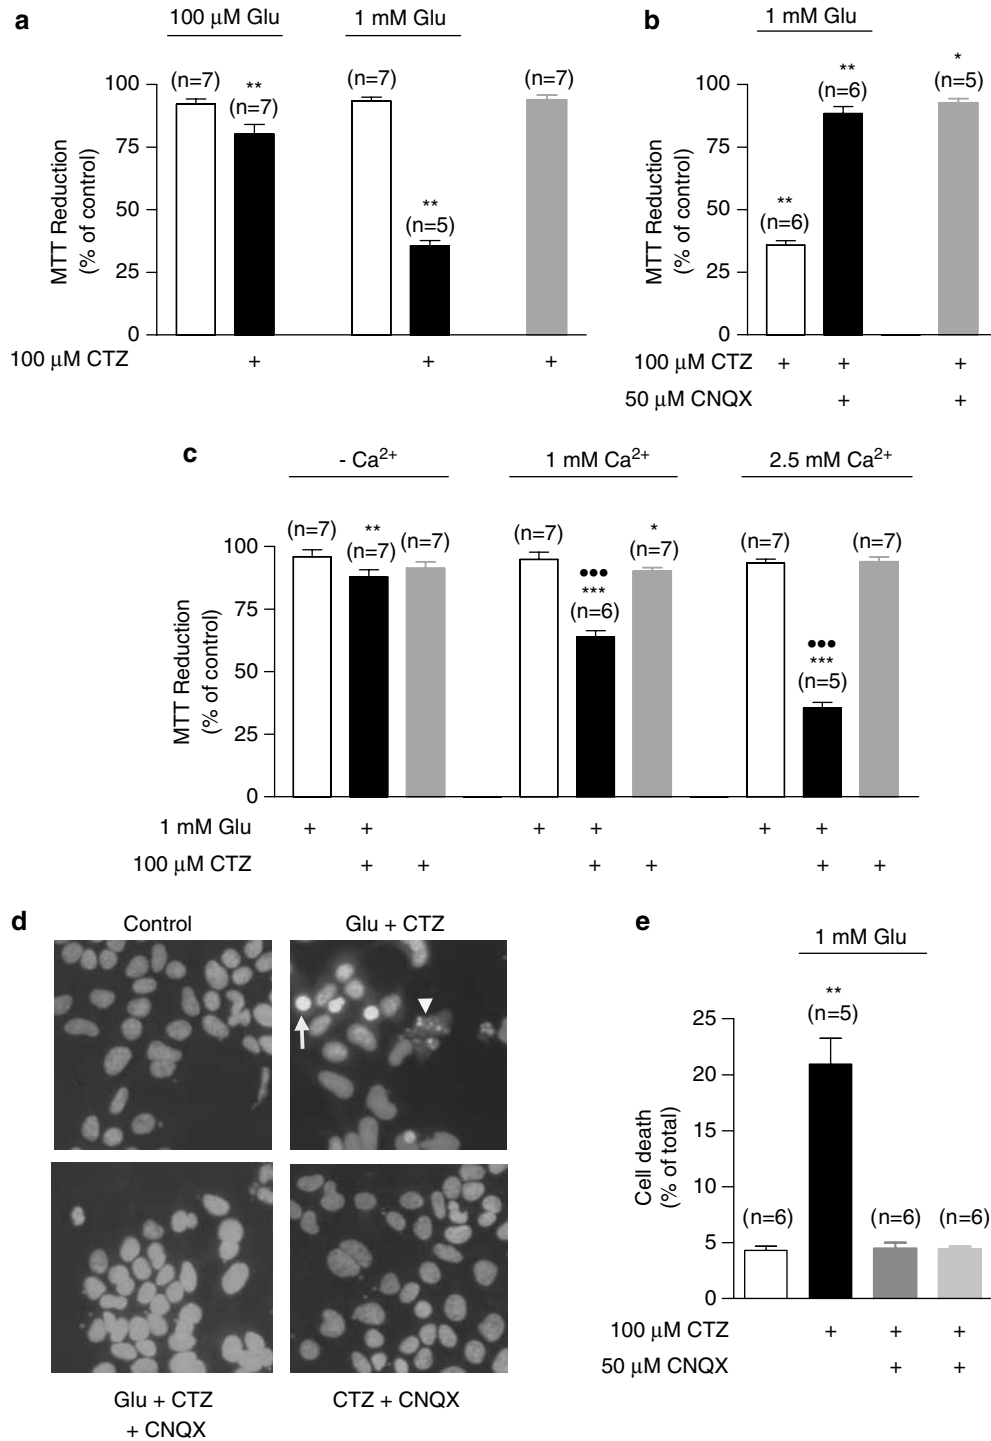 a
100 μM Glu
1 mM Glu
(n=7)
**
(n=7)
(n=7)
**
(n=5)
(n=7)
MTT Reduction
(% of control)
100
75
50
25
0
100 μM CTZ + + +
b
1 mM Glu
**
(n=6)
**
(n=6)
*
(n=5)
MTT Reduction
(% of control)
100
75
50
25
0
100 μM CTZ + + +
50 μM CNQX + +
c
- Ca²⁺
1 mM Ca²⁺
2.5 mM Ca²⁺
(n=7)
**
(n=7)
(n=7)
(n=7)
●●●
***
(n=6)
*
(n=7)
(n=7)
●●●
***
(n=5)
(n=7)
MTT Reduction
(% of control)
100
75
50
25
0
1 mM Glu + + + + + +
100 μM CTZ + + + + + +
d
Control
Glu + CTZ
Glu + CTZ
+ CNQX
CTZ + CNQX
e
1 mM Glu
(n=6)
**
(n=5)
(n=6)
(n=6)
Cell death
(% of total)
25
20
15
10
5
0
100 μM CTZ + + +
50 μM CNQX + +